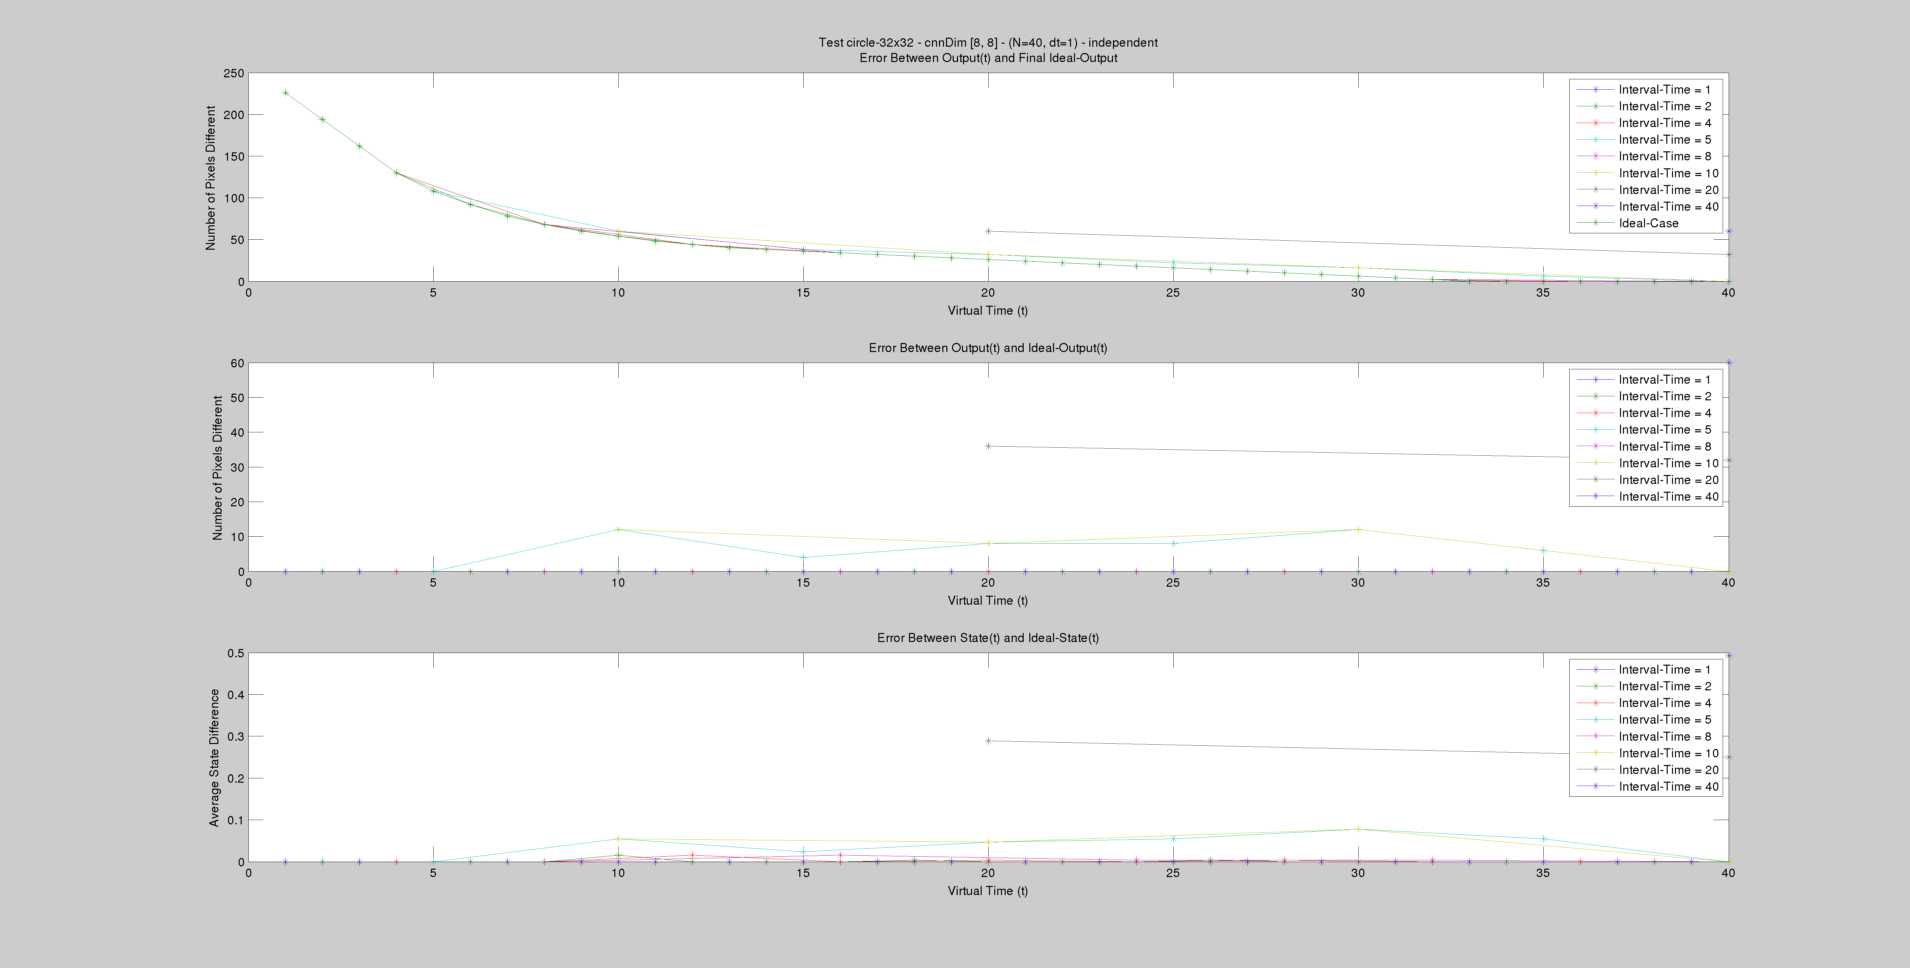 Test circle-32x32 - cnnDim [8, 8] - (N=40, dt=1) - independent
Error Between Output(t) and Final Ideal-Output
Number of Pixels Different
250
200
150
100
50
0
0 5 10 15 20 25 30 35 40
Virtual Time (t)
Interval-Time = 1
Interval-Time = 2
Interval-Time = 4
Interval-Time = 5
Interval-Time = 8
Interval-Time = 10
Interval-Time = 20
Interval-Time = 40
Ideal-Case
Error Between Output(t) and Ideal-Output(t)
Number of Pixels Different
60
50
40
30
20
10
0
0 5 10 15 20 25 30 35 40
Virtual Time (t)
Interval-Time = 1
Interval-Time = 2
Interval-Time = 4
Interval-Time = 5
Interval-Time = 8
Interval-Time = 10
Interval-Time = 20
Interval-Time = 40
Error Between State(t) and Ideal-State(t)
Average State Difference
0.5
0.4
0.3
0.2
0.1
0
0 5 10 15 20 25 30 35 40
Virtual Time (t)
Interval-Time = 1
Interval-Time = 2
Interval-Time = 4
Interval-Time = 5
Interval-Time = 8
Interval-Time = 10
Interval-Time = 20
Interval-Time = 40